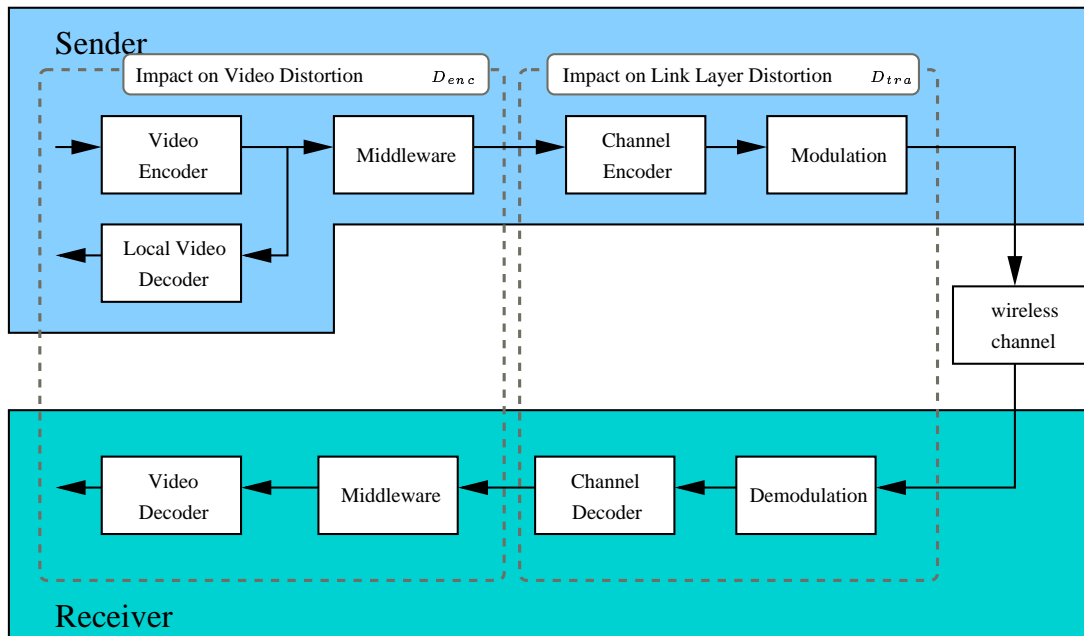 Sender
Impact on Video Distortion D_enc
Impact on Link Layer Distortion D_tra
Video
Encoder
Middleware
Channel
Encoder
Modulation
Local Video
Decoder
wireless
channel
Video
Decoder
Middleware
Channel
Decoder
Demodulation
Receiver